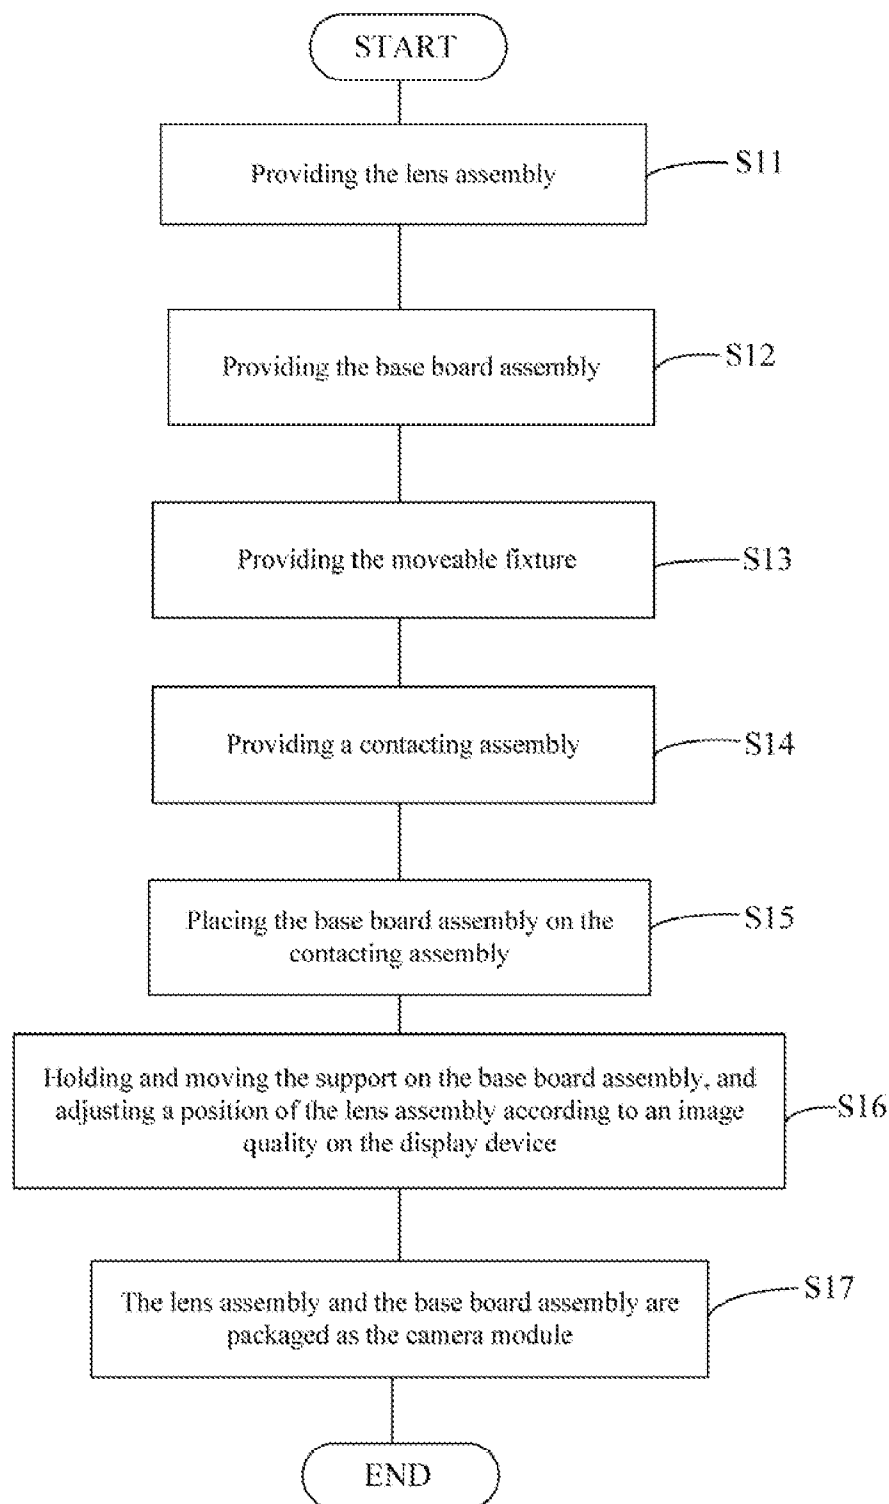 START
Providing the lens assembly
S11
Providing the base board assembly
S12
Providing the moveable fixture
S13
Providing a contacting assembly
S14
Placing the base board assembly on the
contacting assembly
S15
Holding and moving the support on the base board assembly, and
adjusting a position of the lens assembly according to an image
quality on the display device
S16
The lens assembly and the base board assembly are
packaged as the camera module
S17
END